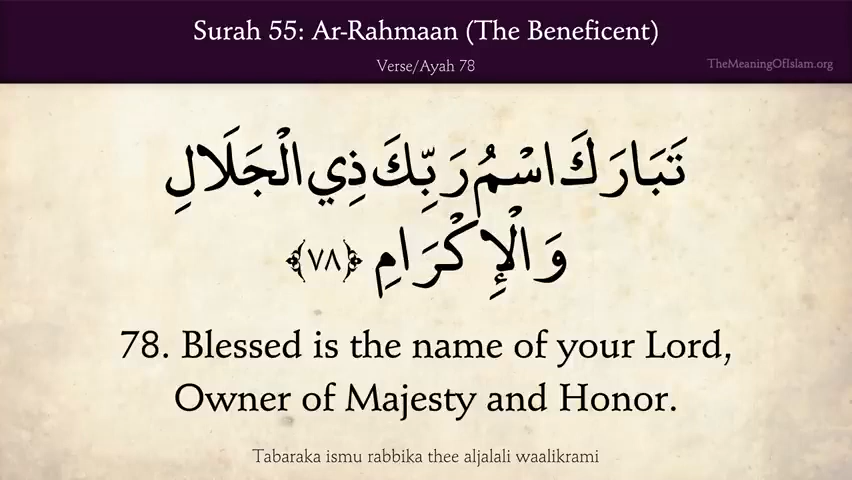 Surah 55: Ar-Rahmaan (The Beneficent)
Verse/Ayah 78
TheMeaningOfIslam.org
تَبَارَكَ اسْمُ رَبِّكَ ذِي الْجَلَالِ
وَالْإِكْرَامِ ﴿٧٨﴾
78. Blessed is the name of your Lord,
Owner of Majesty and Honor.
Tabaraka ismu rabbika thee aljalali waalikrami